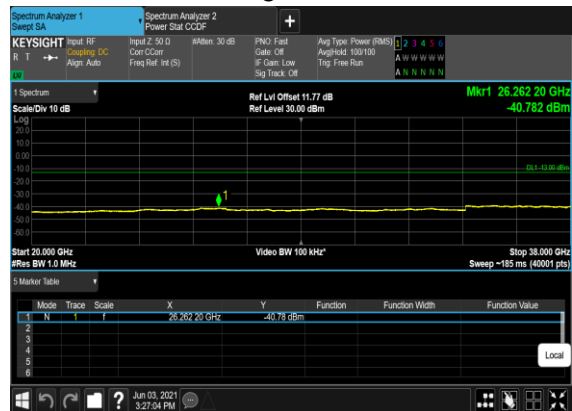 Spectrum Analyzer 1
Swept SA
Spectrum Analyzer 2
Power Stat CCDF
+
KEYSIGHT
R T
Input: RF
Coupling: DC
Align: Auto
Input Z: 50 Ω
Corr CCorr
Freq Ref: Int (S)
#Atten: 30 dB
PNO: Fast
Gate: Off
IF Gain: Low
Sig Track: Off
Avg Type: Power (RMS)
Avg|Hold: 100/100
Trig: Free Run
1 2 3 4 5 6
A W W W W W
A N N N N N
1 Spectrum
Scale/Div 10 dB
Ref Lvl Offset 11.77 dB
Ref Level 30.00 dBm
Mkr1 26.262 20 GHz
-40.782 dBm
Log
20.0
10.0
0.00
-10.0
-20.0
-30.0
-40.0
-50.0
-60.0
DL1 -13.00 dBm
1
Start 20.000 GHz
#Res BW 1.0 MHz
Video BW 100 kHz*
Stop 38.000 GHz
Sweep ~185 ms (40001 pts)
5 Marker Table
Mode Trace Scale X Y Function Function Width Function Value
1 N 1 f 26.262 20 GHz -40.78 dBm
2
3
4
5
6
Local
?
Jun 03, 2021
3:27:04 PM